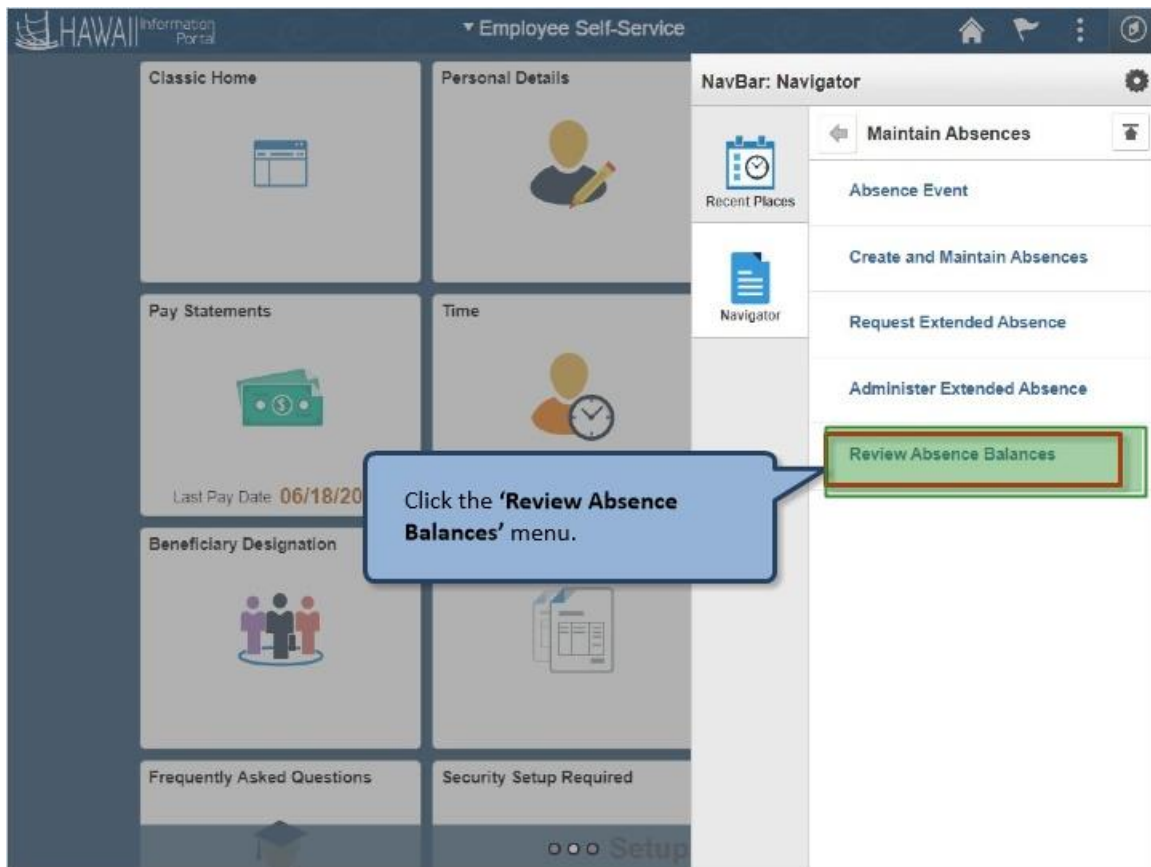 HAWAII Information
Portal
Employee Self-Service
Classic Home
Personal Details
Pay Statements
Time
Last Pay Date 06/18/20
Beneficiary Designation
Frequently Asked Questions
Security Setup Required
Setup
NavBar: Navigator
Recent Places
Navigator
Maintain Absences
Absence Event
Create and Maintain Absences
Request Extended Absence
Administer Extended Absence
Review Absence Balances
Click the ‘Review Absence
Balances’ menu.